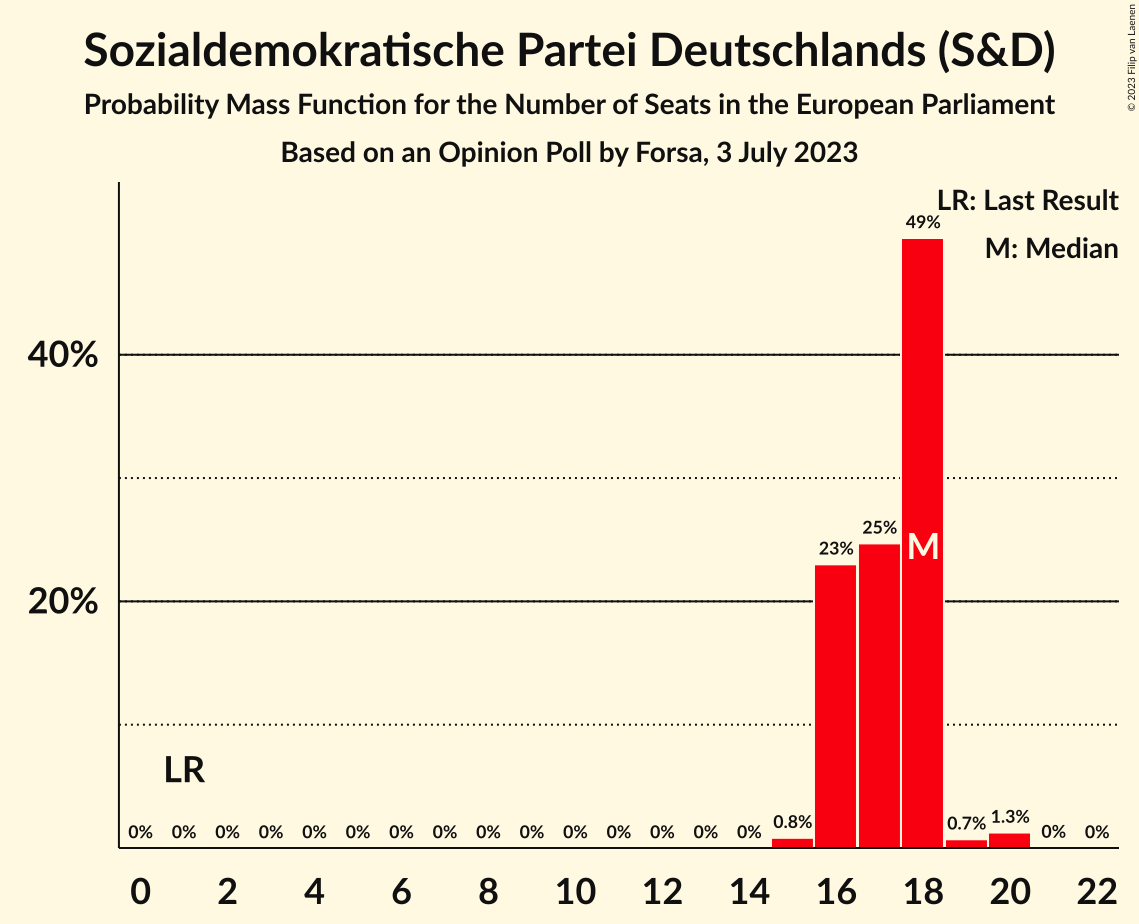 Sozialdemokratische Partei Deutschlands (S&D)
Probability Mass Function for the Number of Seats in the European Parliament
Based on an Opinion Poll by Forsa, 3 July 2023
© 2023 Filip van Laenen
LR: Last Result
M: Median
49%
40%
25%
23%
M
20%
LR
0% 0% 0% 0% 0% 0% 0% 0% 0% 0% 0% 0% 0% 0% 0% 0.8% 0.7% 1.3% 0% 0%
0 2 4 6 8 10 12 14 16 18 20 22